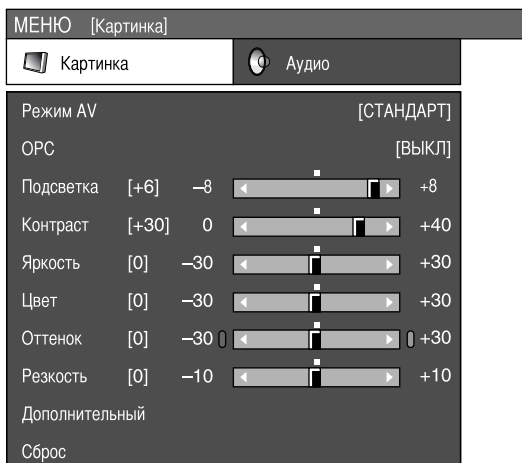 МЕНЮ [Картинка]
Картинка Аудио
Режим AV [СТАНДАРТ]
OPC [ВЫКЛ]
Подсветка [+6] –8 +8
Контраст [+30] 0 +40
Яркость [0] –30 +30
Цвет [0] –30 +30
Оттенок [0] –30 +30
Резкость [0] –10 +10
Дополнительный
Сброс